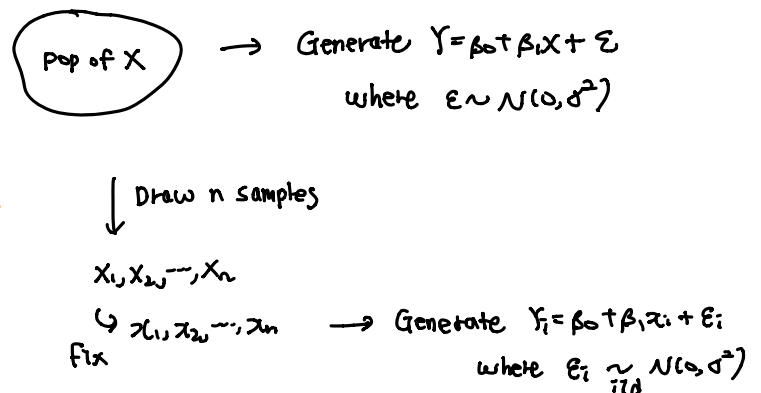 Pop of X → Generate Y = β₀ + β₁X + ε
where ε ~ N(0, σ²)
↓ Draw n samples
X₁, X₂, ..., Xₙ
↳ x₁, x₂, ..., xₙ → Generate Yᵢ = β₀ + β₁xᵢ + εᵢ
Fix
where εᵢ ~ N(0, σ²)
iid